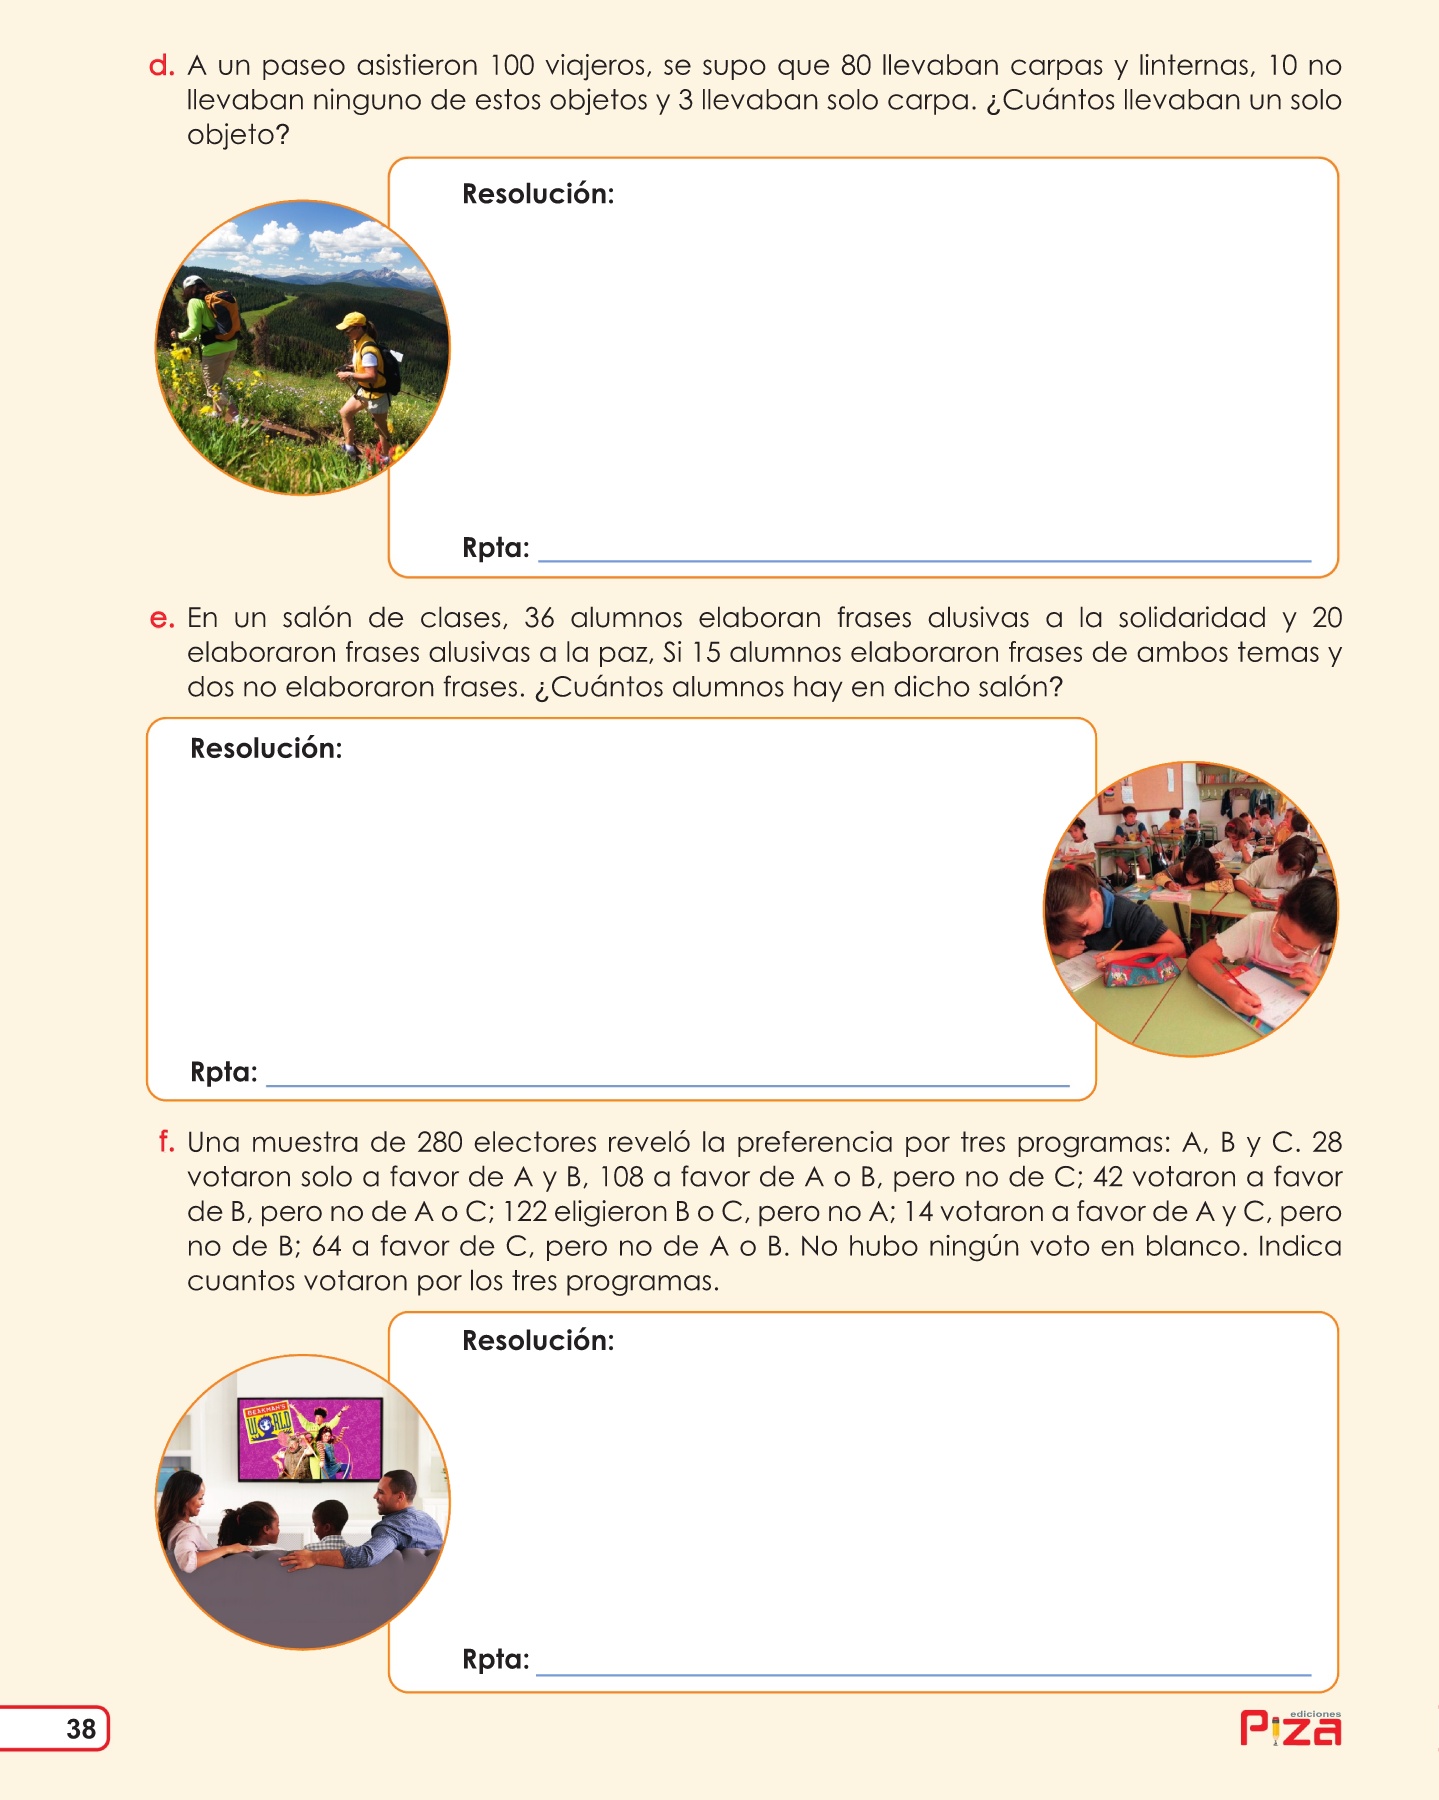 d. A un paseo asistieron 100 viajeros, se supo que 80 llevaban carpas y linternas, 10 no
llevaban ninguno de estos objetos y 3 llevaban solo carpa. ¿Cuántos llevaban un solo
objeto?
Resolución:
Rpta:
e. En un salón de clases, 36 alumnos elaboran frases alusivas a la solidaridad y 20
elaboraron frases alusivas a la paz, Si 15 alumnos elaboraron frases de ambos temas y
dos no elaboraron frases. ¿Cuántos alumnos hay en dicho salón?
Resolución:
Rpta:
f. Una muestra de 280 electores reveló la preferencia por tres programas: A, B y C. 28
votaron solo a favor de A y B, 108 a favor de A o B, pero no de C; 42 votaron a favor
de B, pero no de A o C; 122 eligieron B o C, pero no A; 14 votaron a favor de A y C, pero
no de B; 64 a favor de C, pero no de A o B. No hubo ningún voto en blanco. Indica
cuantos votaron por los tres programas.
Resolución:
BEAKMAN'S
WORLD
Rpta:
38
ediciones
Piza